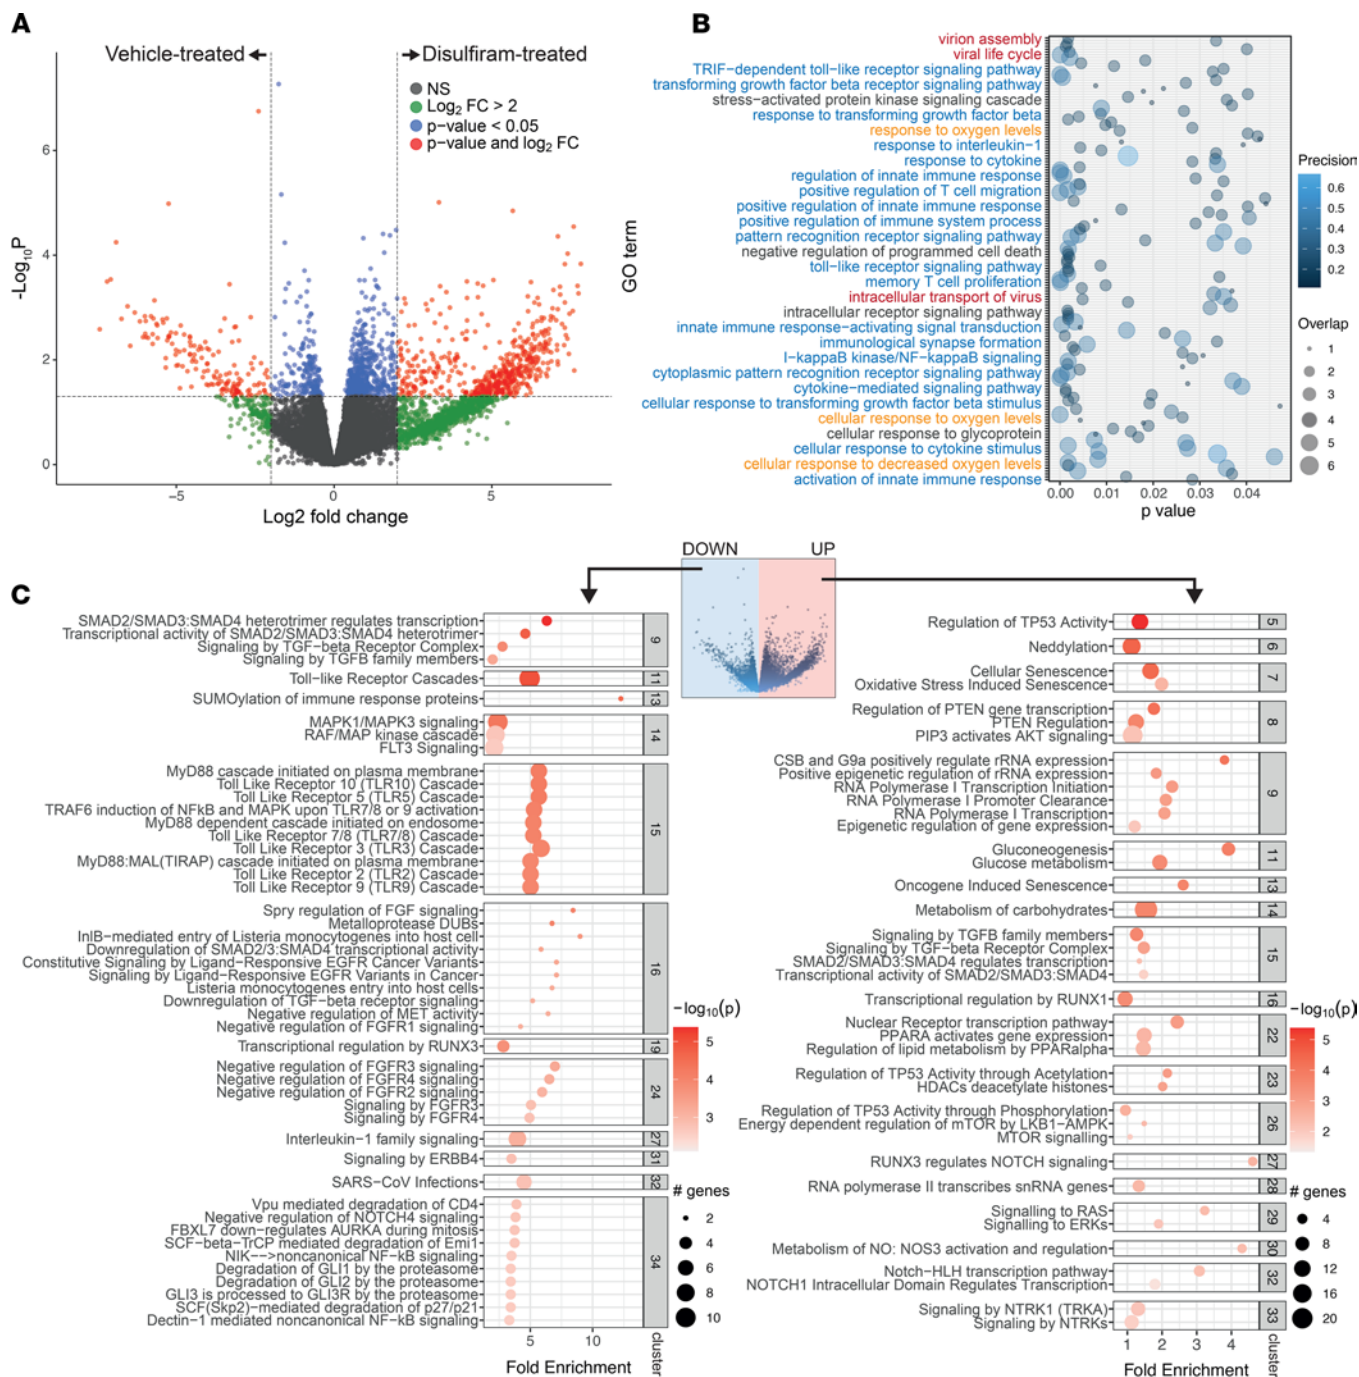 A
Vehicle-treated
Disulfiram-treated
NS
Log2 FC > 2
p-value < 0.05
p-value and log2 FC
-Log10P
6
4
2
0
−5
0
5
Log2 fold change
B
GO term
virion assembly
viral life cycle
TRIF−dependent toll−like receptor signaling pathway
transforming growth factor beta receptor signaling pathway
stress−activated protein kinase signaling cascade
response to transforming growth factor beta
response to oxygen levels
response to interleukin−1
response to cytokine
regulation of innate immune response
positive regulation of T cell migration
positive regulation of innate immune response
positive regulation of immune system process
pattern recognition receptor signaling pathway
negative regulation of programmed cell death
toll−like receptor signaling pathway
memory T cell proliferation
intracellular transport of virus
intracellular receptor signaling pathway
innate immune response−activating signal transduction
immunological synapse formation
I−kappaB kinase/NF−kappaB signaling
cytoplasmic pattern recognition receptor signaling pathway
cytokine−mediated signaling pathway
cellular response to transforming growth factor beta stimulus
cellular response to oxygen levels
cellular response to glycoprotein
cellular response to cytokine stimulus
cellular response to decreased oxygen levels
activation of innate immune response
0.00 0.01 0.02 0.03 0.04
p value
Precision
0.6
0.5
0.4
0.3
0.2
Overlap
1
2
3
4
5
6
DOWN UP
C
SMAD2/SMAD3:SMAD4 heterotrimer regulates transcription
Transcriptional activity of SMAD2/SMAD3:SMAD4 heterotrimer
Signaling by TGF−beta Receptor Complex
Signaling by TGFB family members
9
Toll−like Receptor Cascades
11
SUMOylation of immune response proteins
13
MAPK1/MAPK3 signaling
RAF/MAP kinase cascade
FLT3 Signaling
14
MyD88 cascade initiated on plasma membrane
Toll Like Receptor 10 (TLR10) Cascade
Toll Like Receptor 5 (TLR5) Cascade
TRAF6 induction of NFkB and MAPK upon TLR7/8 or 9 activation
MyD88 dependent cascade initiated on endosome
Toll Like Receptor 7/8 (TLR7/8) Cascade
Toll Like Receptor 3 (TLR3) Cascade
MyD88:MAL(TIRAP) cascade initiated on plasma membrane
Toll Like Receptor 2 (TLR2) Cascade
Toll Like Receptor 9 (TLR9) Cascade
15
Spry regulation of FGF signaling
Metalloprotease DUBs
InlB−mediated entry of Listeria monocytogenes into host cell
Downregulation of SMAD2/3:SMAD4 transcriptional activity
Constitutive Signaling by Ligand−Responsive EGFR Cancer Variants
Signaling by Ligand−Responsive EGFR Variants in Cancer
Listeria monocytogenes entry into host cells
Downregulation of TGF−beta receptor signaling
Negative regulation of MET activity
Negative regulation of FGFR1 signaling
16
Transcriptional regulation by RUNX3
19
Negative regulation of FGFR3 signaling
Negative regulation of FGFR4 signaling
Negative regulation of FGFR2 signaling
Signaling by FGFR3
Signaling by FGFR4
24
Interleukin−1 family signaling
27
Signaling by ERBB4
31
SARS−CoV Infections
32
Vpu mediated degradation of CD4
Negative regulation of NOTCH4 signaling
FBXL7 down−regulates AURKA during mitosis
SCF−beta−TrCP mediated degradation of Emi1
NIK−−>noncanonical NF−kB signaling
Degradation of GLI1 by the proteasome
Degradation of GLI2 by the proteasome
GLI3 is processed to GLI3R by the proteasome
SCF(Skp2)−mediated degradation of p27/p21
Dectin−1 mediated noncanonical NF−kB signaling
34
5 10
Fold Enrichment
cluster
−log10(p)
5
4
3
# genes
2
4
6
8
10
Regulation of TP53 Activity
5
Neddylation
6
Cellular Senescence
Oxidative Stress Induced Senescence
7
Regulation of PTEN gene transcription
PTEN Regulation
PIP3 activates AKT signaling
8
CSB and G9a positively regulate rRNA expression
Positive epigenetic regulation of rRNA expression
RNA Polymerase I Transcription Initiation
RNA Polymerase I Promoter Clearance
RNA Polymerase I Transcription
Epigenetic regulation of gene expression
9
Gluconeogenesis
Glucose metabolism
11
Oncogene Induced Senescence
13
Metabolism of carbohydrates
14
Signaling by TGFB family members
Signaling by TGF−beta Receptor Complex
SMAD2/SMAD3:SMAD4 regulates transcription
Transcriptional activity of SMAD2/SMAD3:SMAD4
15
Transcriptional regulation by RUNX1
16
Nuclear Receptor transcription pathway
PPARA activates gene expression
Regulation of lipid metabolism by PPARalpha
22
Regulation of TP53 Activity through Acetylation
HDACs deacetylate histones
23
Regulation of TP53 Activity through Phosphorylation
Energy dependent regulation of mTOR by LKB1−AMPK
MTOR signalling
26
RUNX3 regulates NOTCH signaling
27
RNA polymerase II transcribes snRNA genes
28
Signalling to RAS
Signalling to ERKs
29
Metabolism of NO: NOS3 activation and regulation
30
Notch−HLH transcription pathway
NOTCH1 Intracellular Domain Regulates Transcription
32
Signaling by NTRK1 (TRKA)
Signaling by NTRKs
33
1 2 3 4
Fold Enrichment
cluster
−log10(p)
5
4
3
2
# genes
4
8
12
16
20